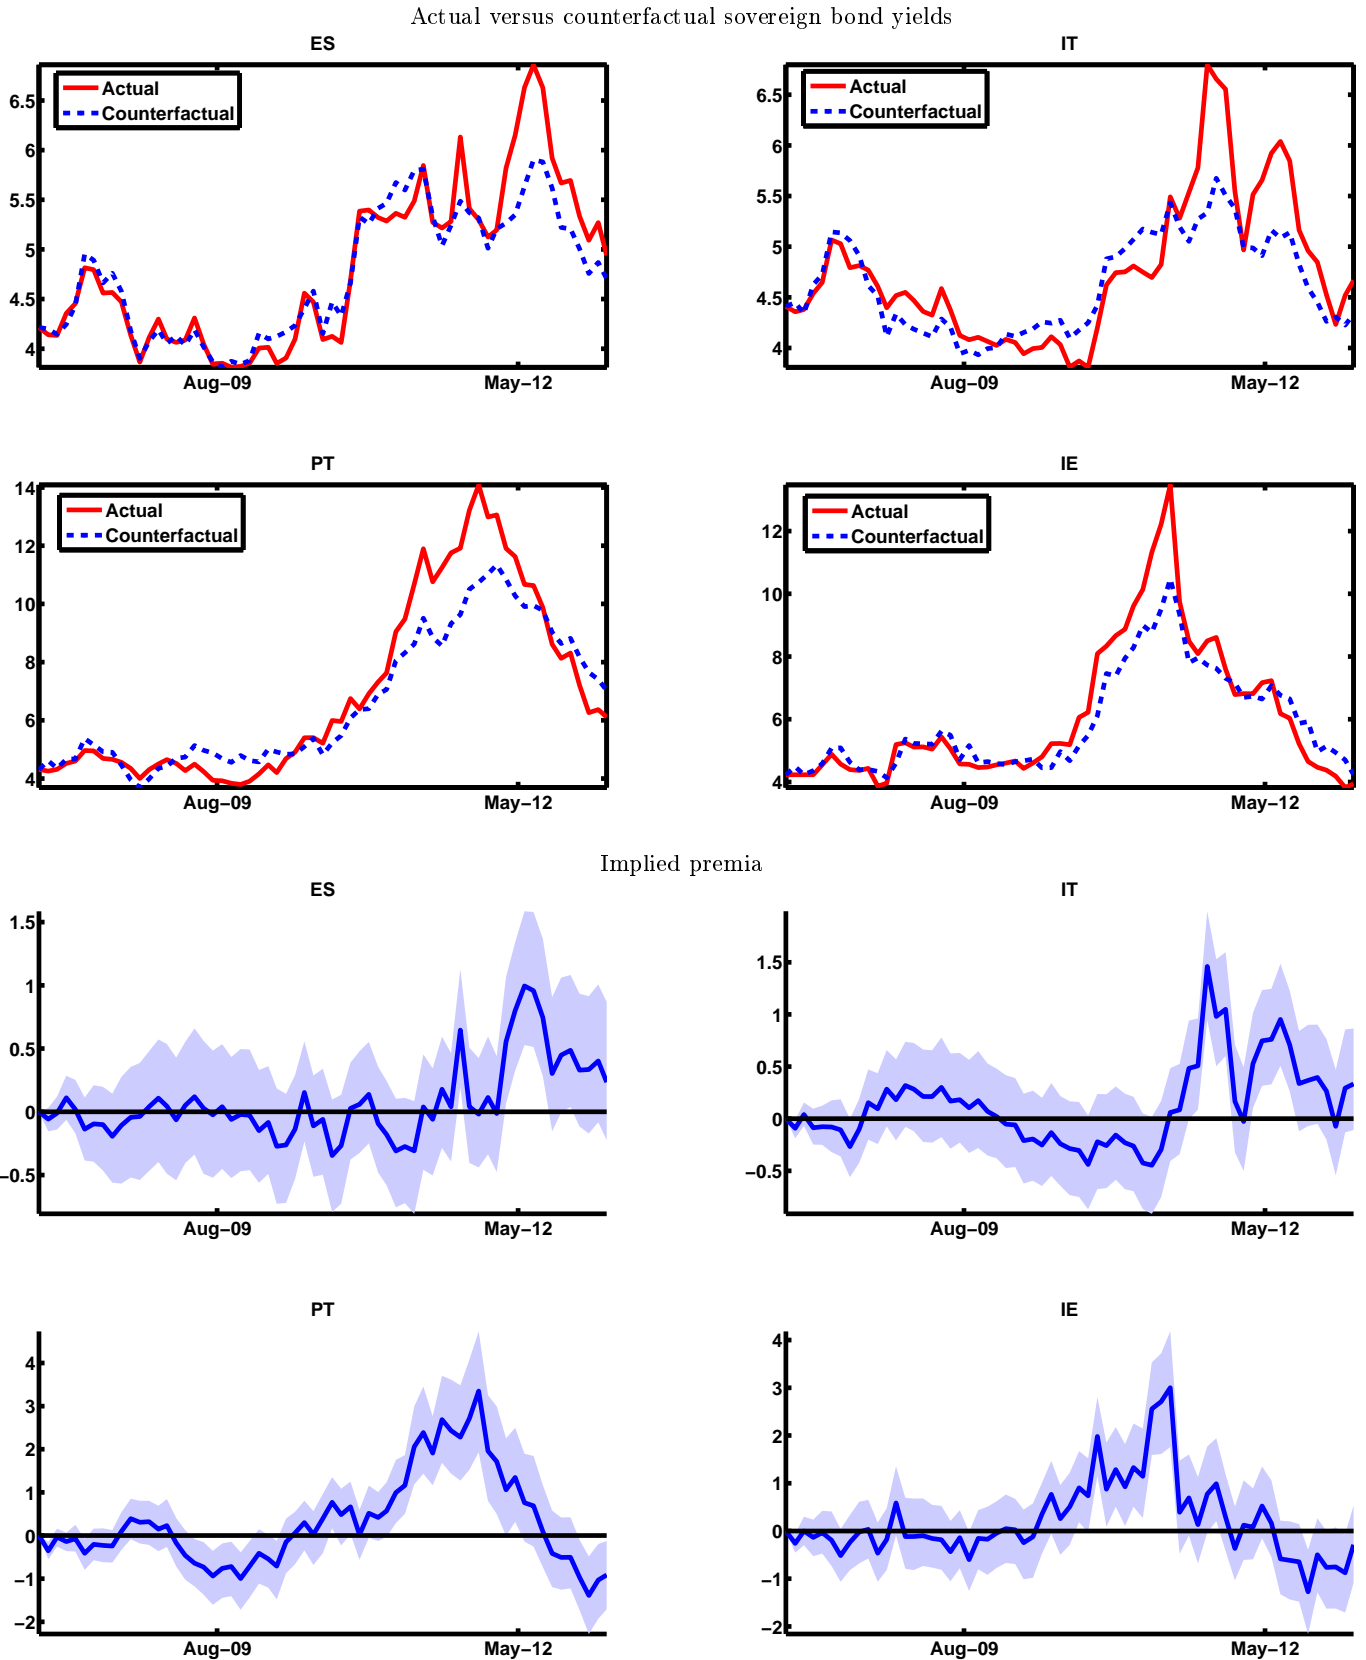 Actual versus counterfactual sovereign bond yields
ES
IT
Actual
Counterfactual
6.5
6
5.5
5
4.5
4
Aug–09
May–12
Actual
Counterfactual
6.5
6
5.5
5
4.5
4
Aug–09
May–12
PT
IE
Actual
Counterfactual
14
12
10
8
6
4
Aug–09
May–12
Actual
Counterfactual
12
10
8
6
4
Aug–09
May–12
Implied premia
ES
IT
1.5
1
0.5
0
–0.5
Aug–09
May–12
1.5
1
0.5
0
–0.5
Aug–09
May–12
PT
IE
4
3
2
1
0
–1
–2
Aug–09
May–12
4
3
2
1
0
–1
–2
Aug–09
May–12